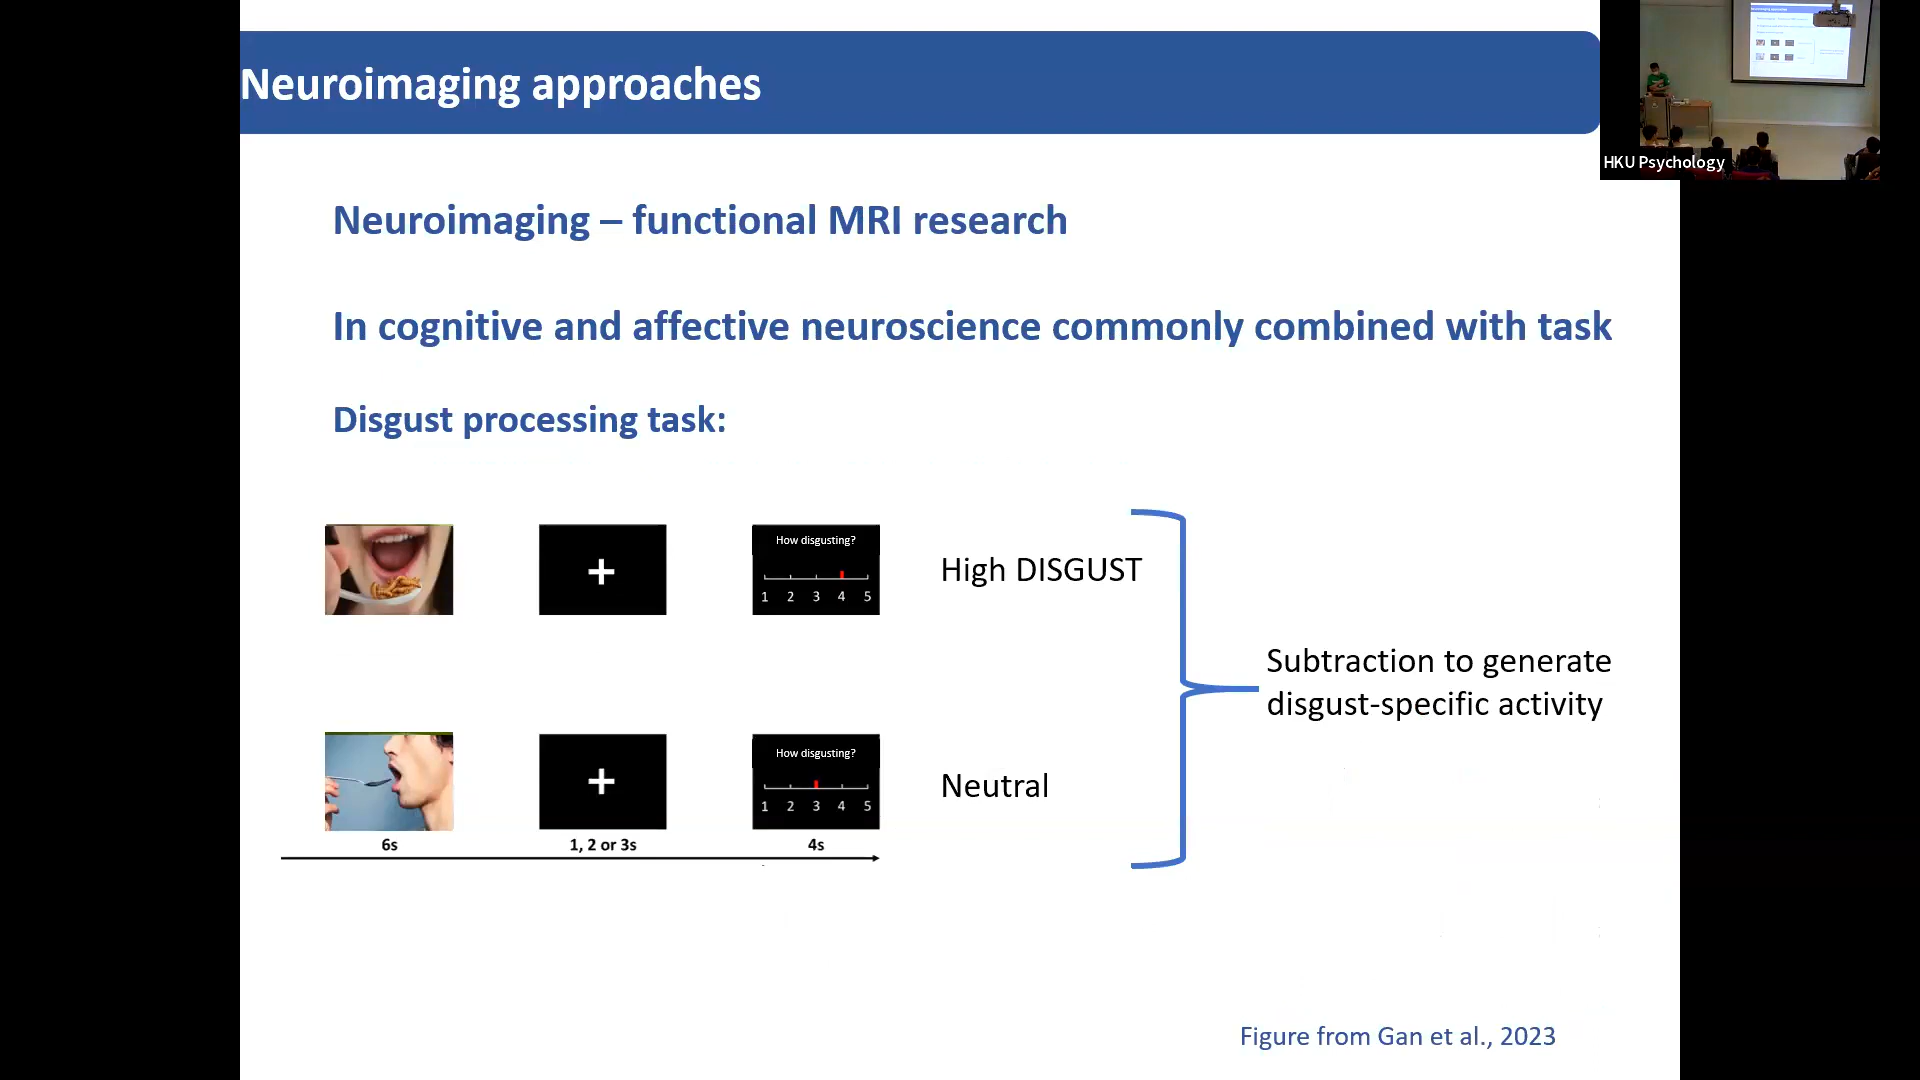 Neuroimaging approaches
HKU Psychology
Neuroimaging – functional MRI research
In cognitive and affective neuroscience commonly combined with task
Disgust processing task:
How disgusting?
1 2 3 4 5
High DISGUST
Subtraction to generate
disgust-specific activity
How disgusting?
1 2 3 4 5
Neutral
6s
1, 2 or 3s
4s
Figure from Gan et al., 2023